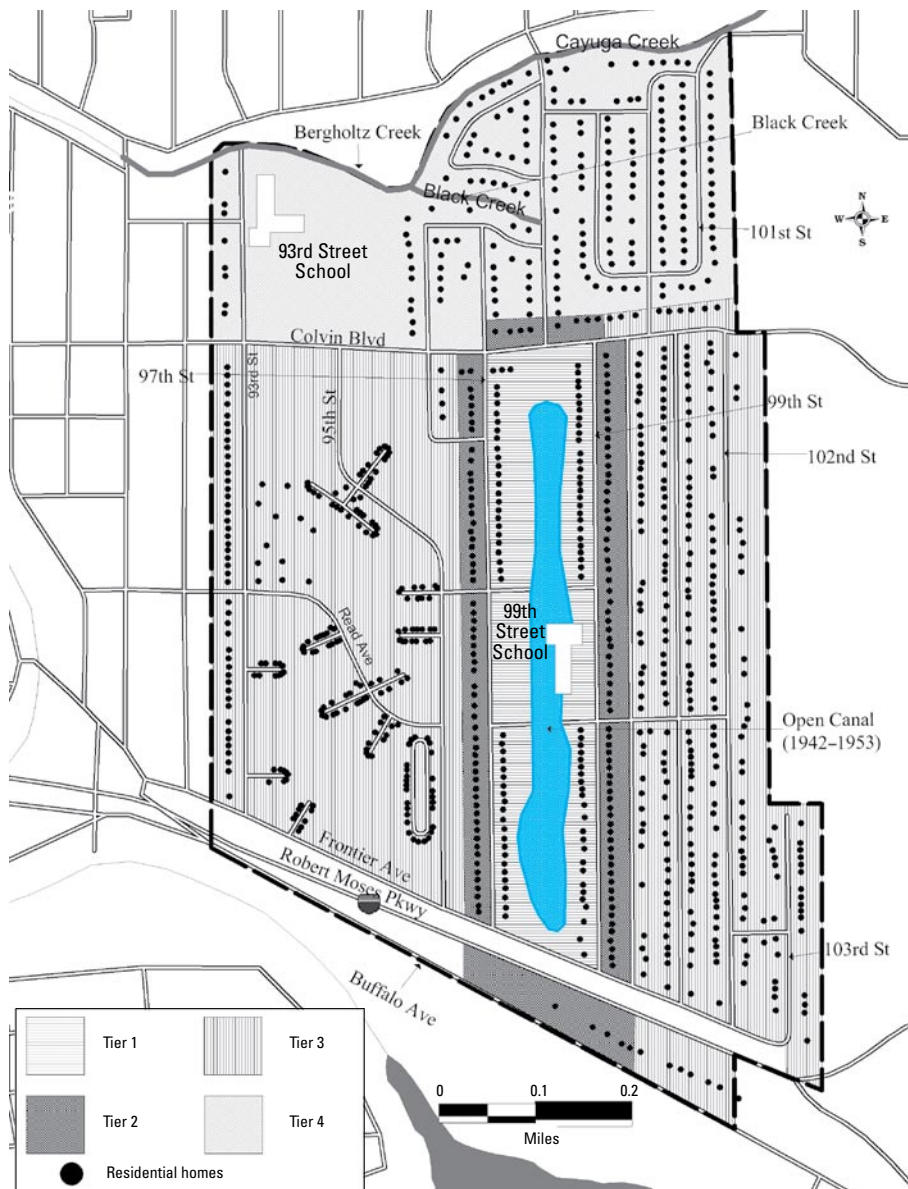 Cayuga Creek
Bergholtz Creek
Black Creek
Black Creek
N
W E
S
101st St
93rd Street
School
Colvin Blvd
97th St
93rd St
95th St
99th St
102nd St
99th
Street
School
Read Ave
Open Canal
(1942–1953)
Frontier Ave
Robert Moses Pkwy
103rd St
Buffalo Ave
Tier 1
Tier 3
Tier 2
Tier 4
Residential homes
0 0.1 0.2
Miles